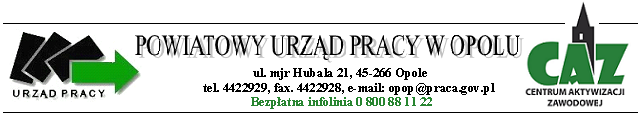 POWIATOWY URZĄD PRACY W OPOLU
ul. mjr Hubala 21, 45-266 Opole
tel. 4422929, fax. 4422928, e-mail: opop@praca.gov.pl
Bezpłatna infolinia 0 800 88 11 22
URZĄD PRACY
CAZ
CENTRUM AKTYWIZACJI
ZAWODOWEJ